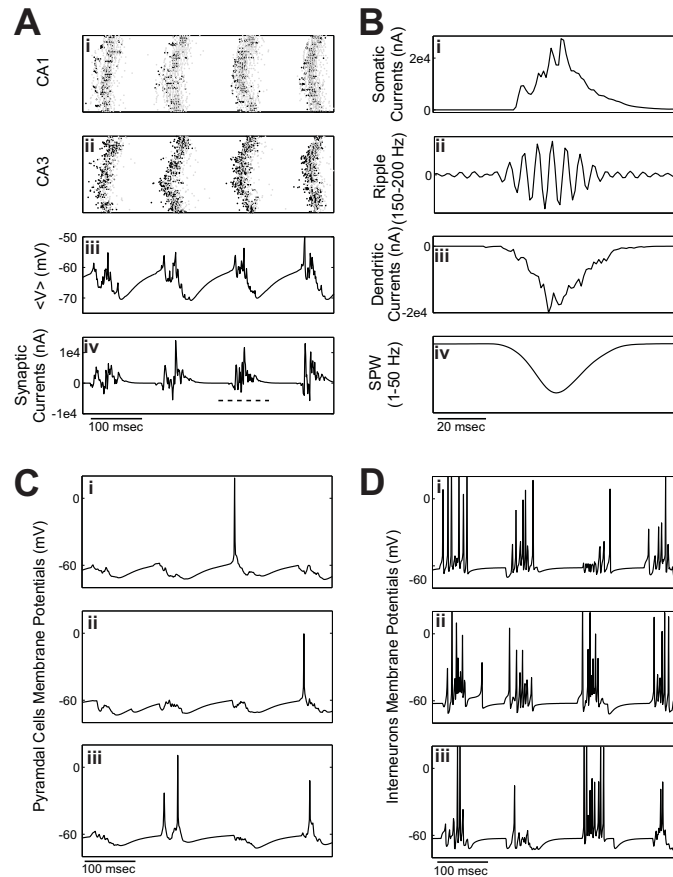 A
i
CA1
ii
CA3
iii
-50
-60
-70
<V> (mV)
iv
1e4
0
-1e4
Synaptic
Currents (nA)
100 msec
B
i
2e4
0
Somatic
Currents (nA)
ii
0
Ripple
(150-200 Hz)
iii
0
-2e4
Dendritic
Currents (nA)
iv
SPW
(1-50 Hz)
20 msec
C
Pyramdal Cells Membrane Potentials (mV)
i
0
-60
ii
0
-60
iii
0
-60
100 msec
D
Interneurons Membrane Potentials (mV)
i
0
-60
ii
0
-60
iii
0
-60
100 msec